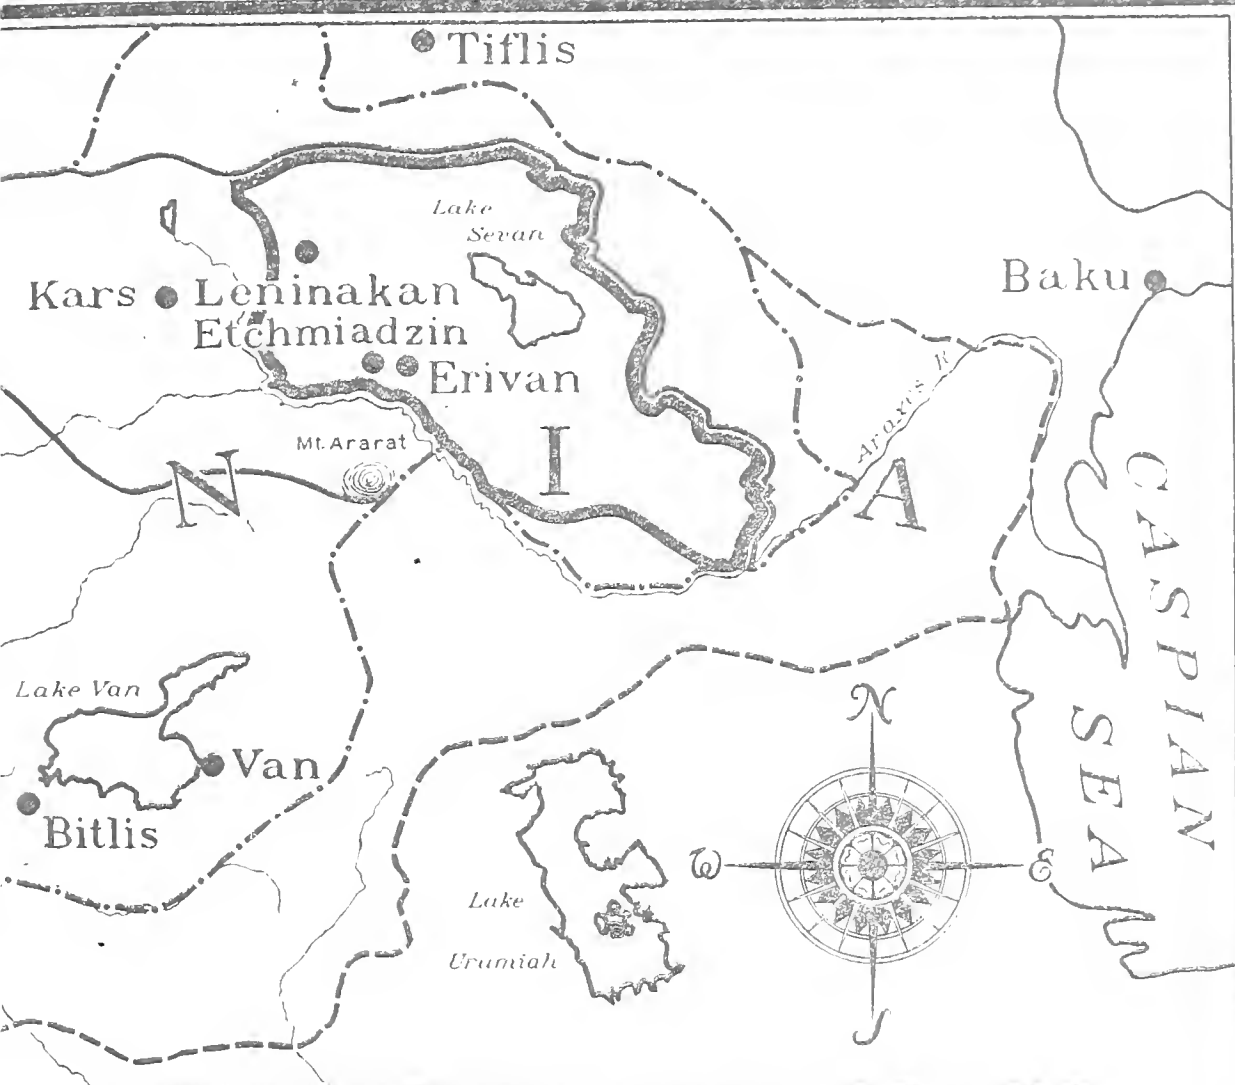 Tiflis
Lake
Sevan
Baku
Kars
Leninakan
Etchmiadzin
Erivan
Araxes R
Mt. Ararat
N I A
CASPIAN
SEA
Lake Van
Van
Bitlis
N
W E
S
Lake
Urumiah